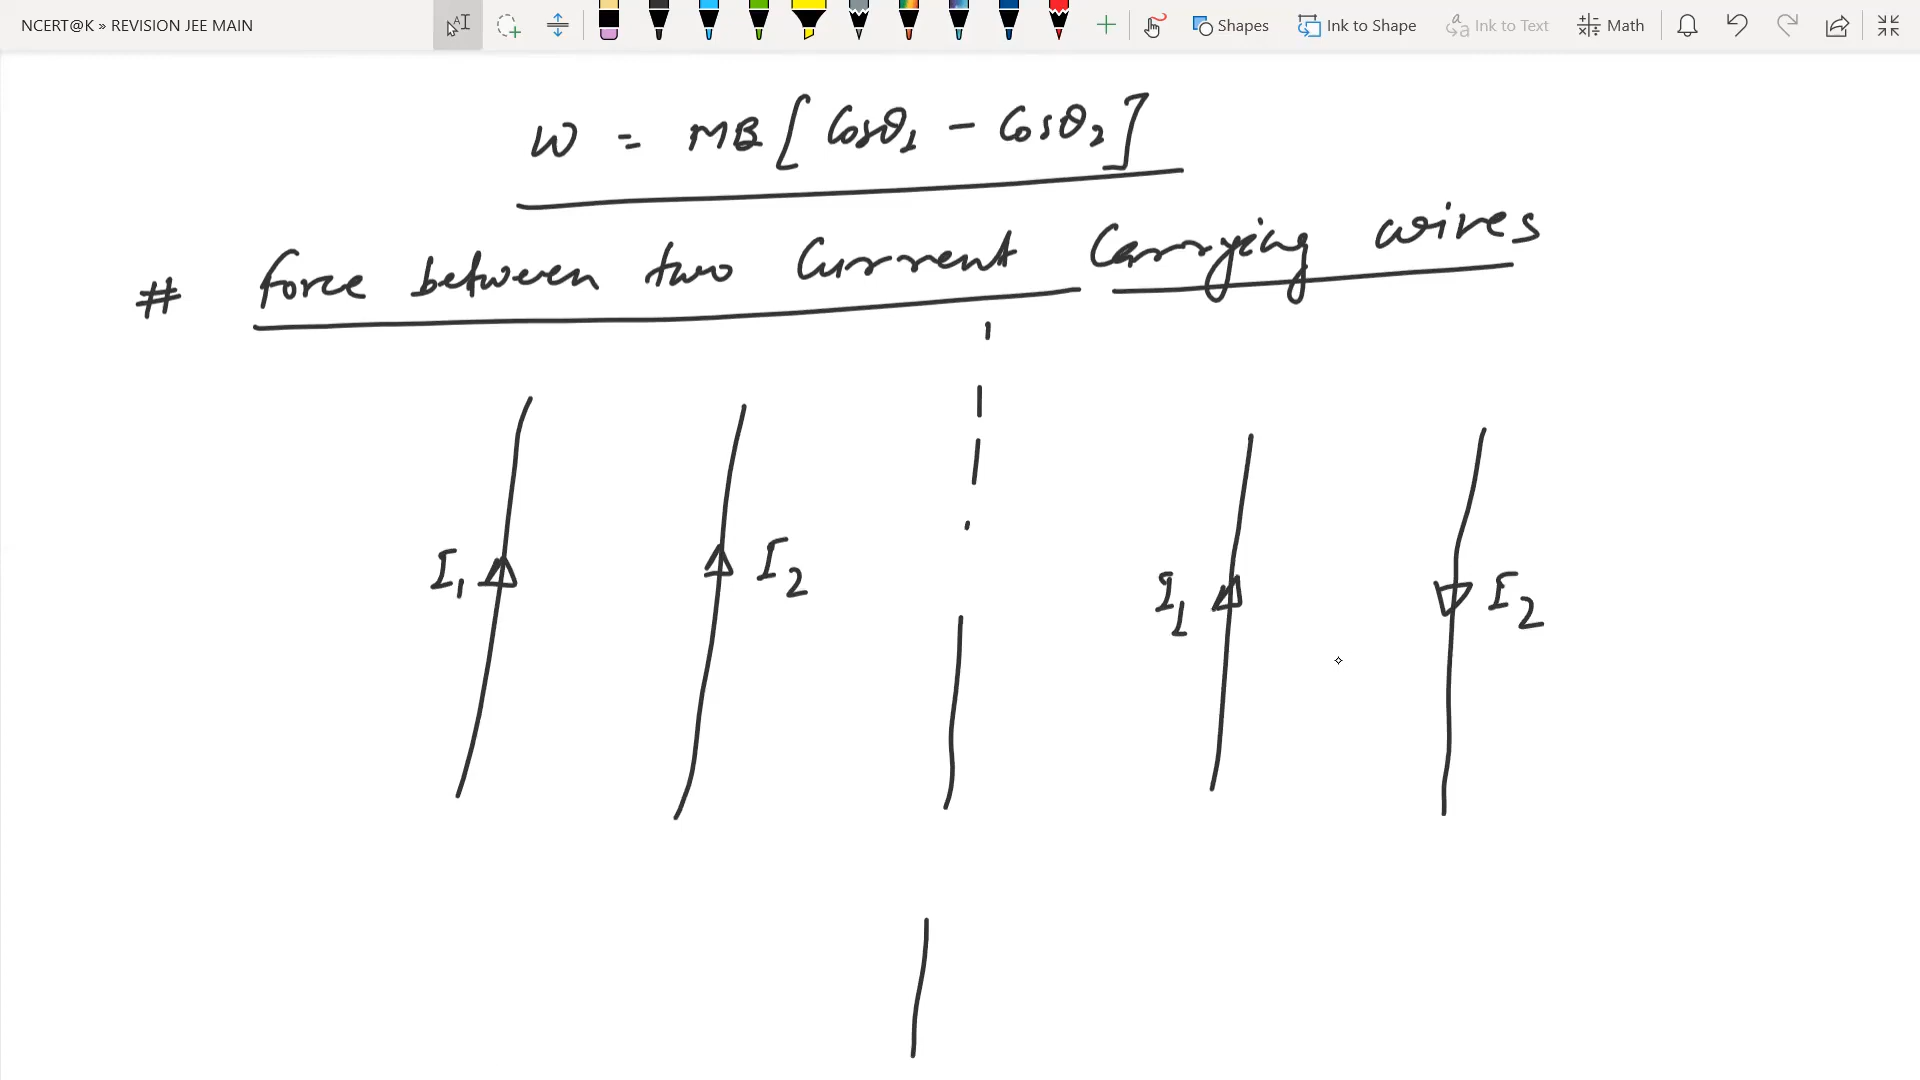 NCERT@K » REVISION JEE MAIN
Shapes Ink to Shape Ink to Text Math
W = MB [ Cosθ1 - Cosθ2 ]
# Force between two Current Carrying wires
I1 I2 I1 I2